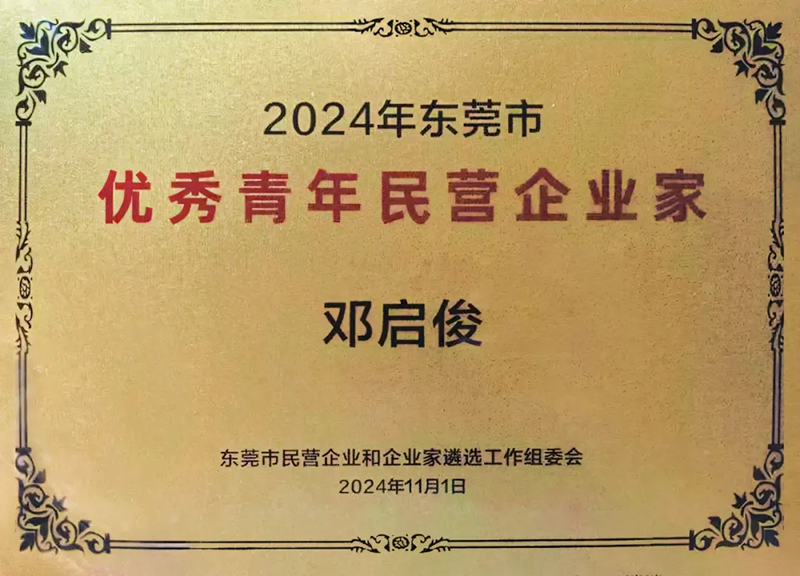 2024年东莞市
优秀青年民营企业家
邓启俊
东莞市民营企业和企业家遴选工作组委会
2024年11月1日